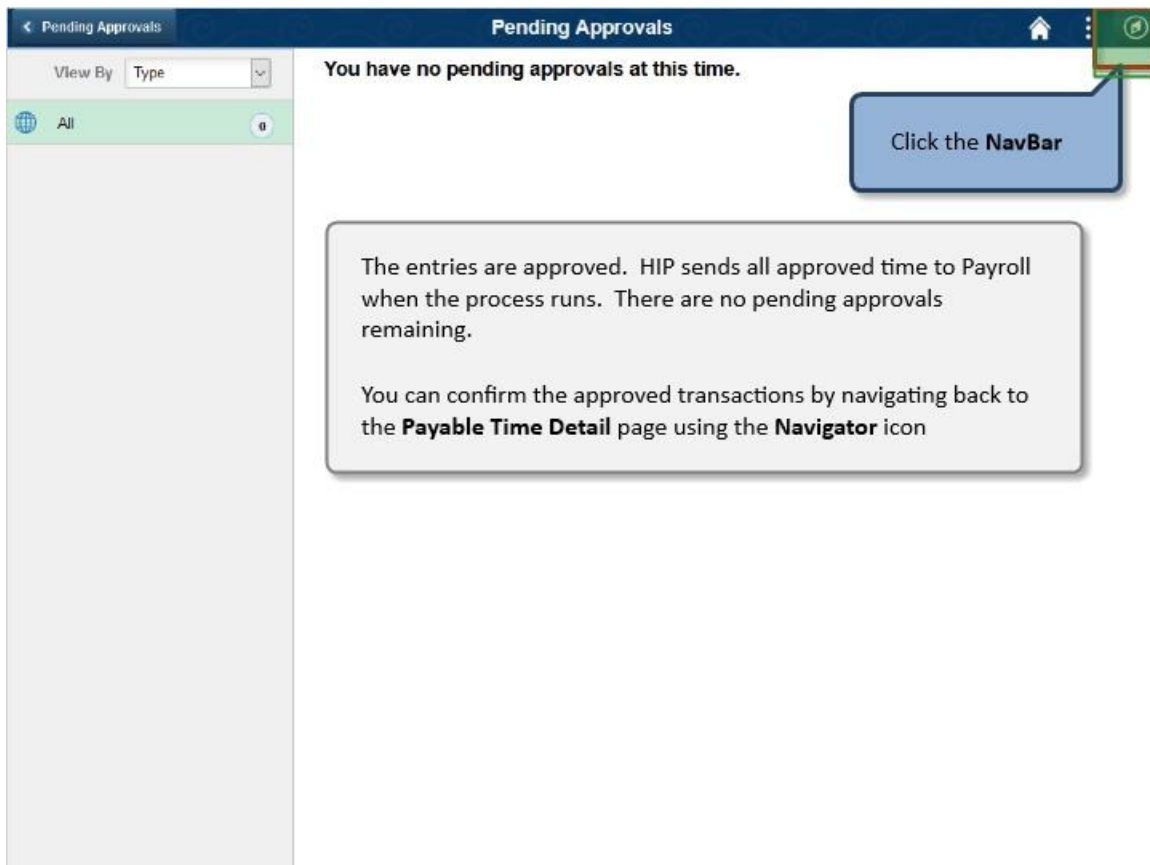 Pending Approvals
Pending Approvals
View By Type
You have no pending approvals at this time.
All
0
Click the NavBar
The entries are approved.  HIP sends all approved time to Payroll
when the process runs.  There are no pending approvals
remaining.
You can confirm the approved transactions by navigating back to
the Payable Time Detail page using the Navigator icon